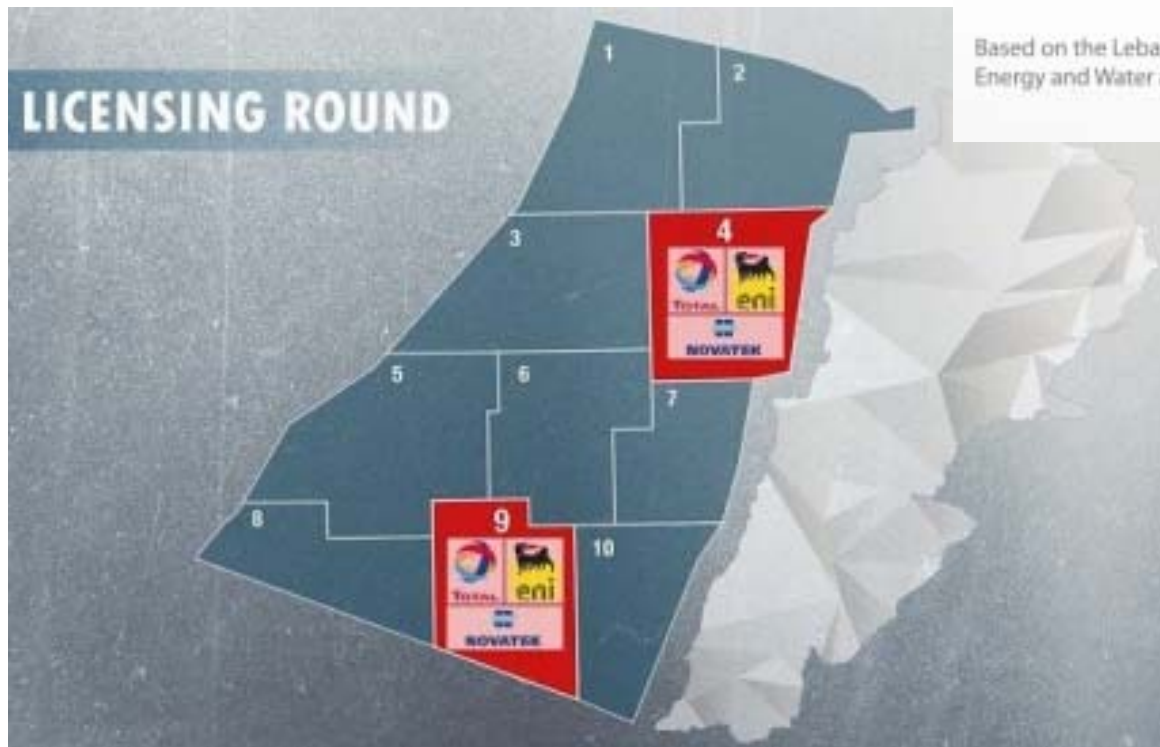 Based on the Leba
Energy and Water
LICENSING ROUND
1
2
3
4
TOTAL
eni
NOVATEK
5
6
7
8
9
TOTAL
eni
NOVATEK
10